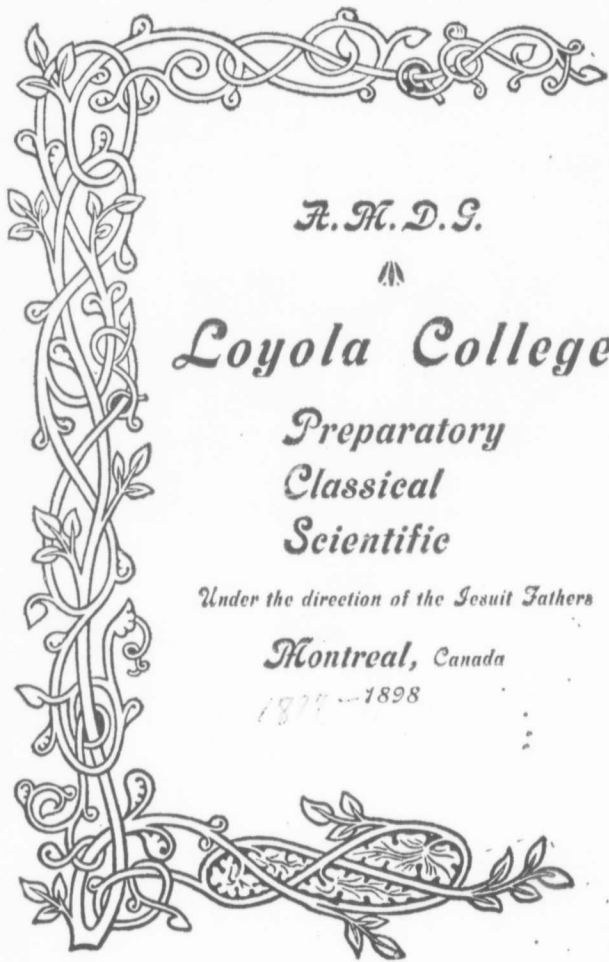 A. M. D. G.
Loyola College
Preparatory
Classical
Scientific
Under the direction of the Jesuit Fathers
Montreal, Canada
1898